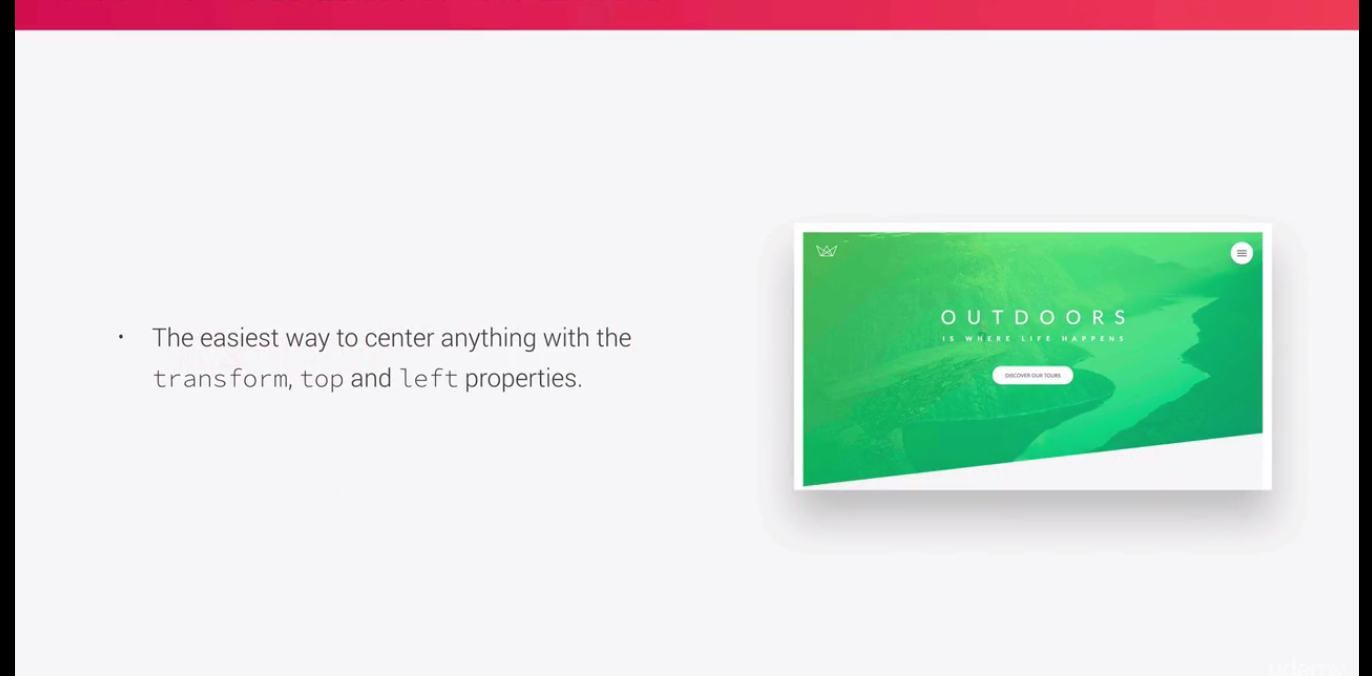 • The easiest way to center anything with the
transform, top and left properties.
OUTDOORS
IS WHERE LIFE HAPPENS
DISCOVER OUR TOURS
udemy